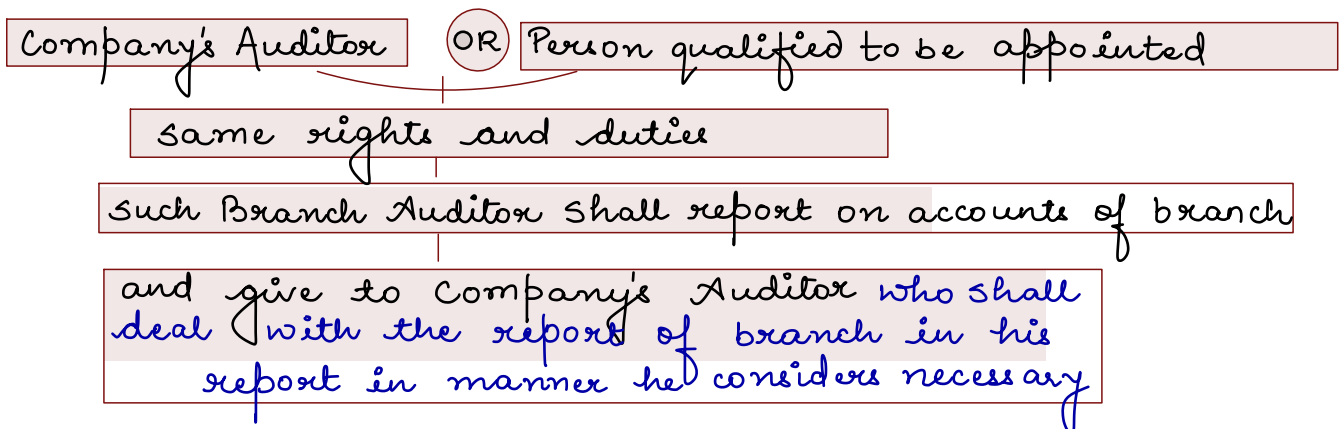 Company's Auditor OR Person qualified to be appointed
same rights and duties
such Branch Auditor shall report on accounts of branch
and give to Company's Auditor who shall
deal with the report of branch in his
report in manner he considers necessary